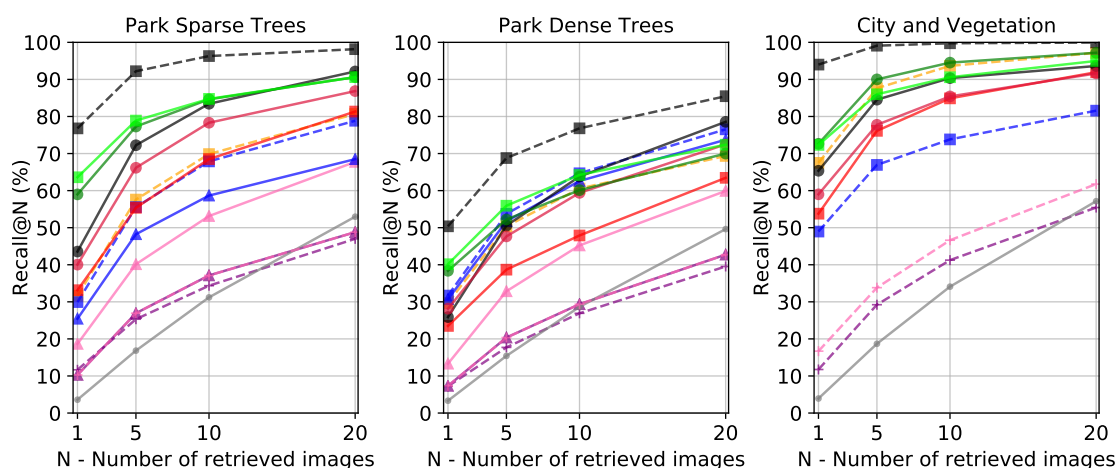 Park Sparse Trees
Recall@N (%)
100
90
80
70
60
50
40
30
20
10
0
1 5 10 20
N - Number of retrieved images
Park Dense Trees
Recall@N (%)
100
90
80
70
60
50
40
30
20
10
0
1 5 10 20
N - Number of retrieved images
City and Vegetation
Recall@N (%)
100
90
80
70
60
50
40
30
20
10
0
1 5 10 20
N - Number of retrieved images